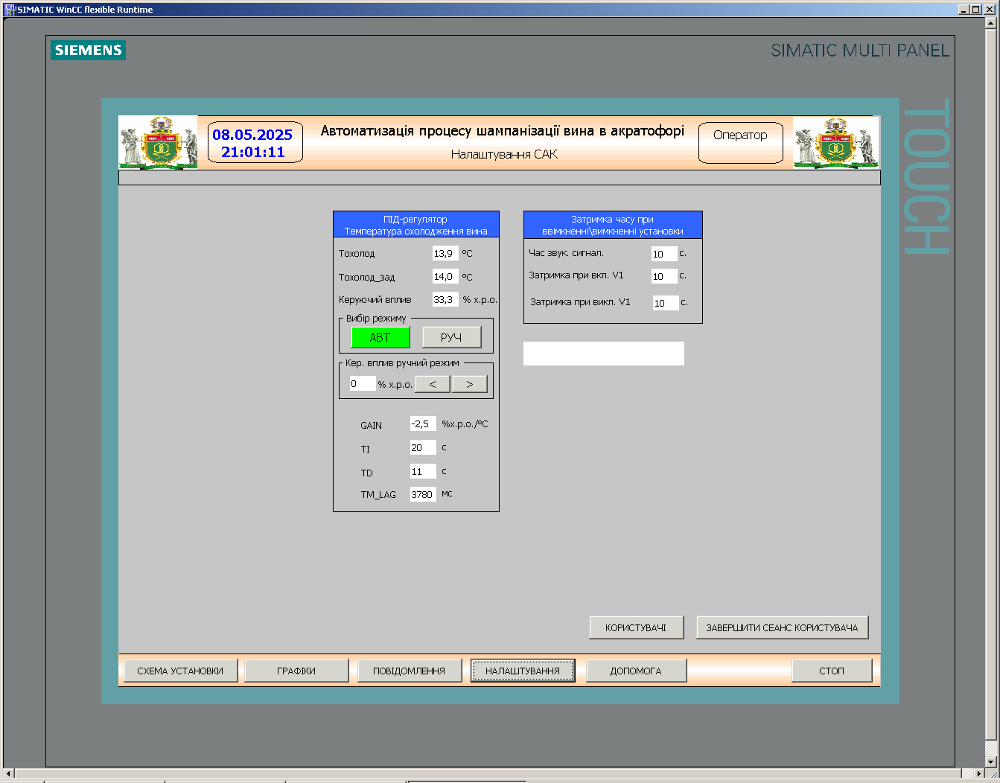 SIMATIC WinCC flexible Runtime
SIEMENS
SIMATIC MULTI PANEL
TOUCH
08.05.2025
21:01:11
Автоматизація процесу шампанізації вина в акратофорі
Налаштування САК
Оператор
ПІД-регулятор
Температура охолодження вина
Тохолод 13,9 ºC
Тохолод_зад 14,0 ºC
Керуючий вплив 33,3 % х.р.о.
Вибір режиму
АВТ РУЧ
Кер. вплив ручний режим
0 % х.р.о. < >
GAIN -2,5 %х.р.о./ºC
TI 20 с
TD 11 с
TM_LAG 3780 мс
Затримка часу при
ввімкненні\вимкненні установки
Час звук. сигнал. 10 с.
Затримка при вкл. V1 10 с.
Затримка при викл. V1 10 с.
КОРИСТУВАЧІ ЗАВЕРШИТИ СЕАНС КОРИСТУВАЧА
СХЕМА УСТАНОВКИ ГРАФІКИ ПОВІДОМЛЕННЯ НАЛАШТУВАННЯ ДОПОМОГА СТОП